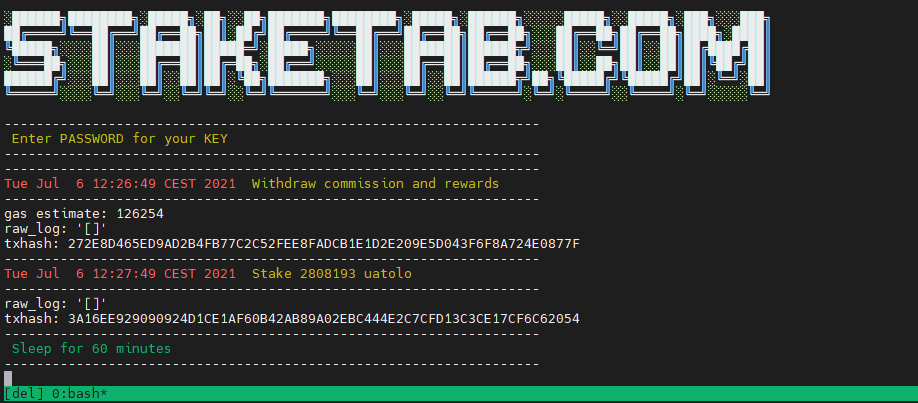 STAKETAB.COM
--------------------------------------------------------------------
Enter PASSWORD for your KEY
--------------------------------------------------------------------
--------------------------------------------------------------------
Tue Jul  6 12:26:49 CEST 2021  Withdraw commission and rewards
--------------------------------------------------------------------
gas estimate: 126254
raw_log: '[]'
txhash: 272E8D465ED9AD2B4FB77C2C52FEE8FADCB1E1D2E209E5D043F6F8A724E0877F
--------------------------------------------------------------------
Tue Jul  6 12:27:49 CEST 2021  Stake 2808193 uatolo
--------------------------------------------------------------------
raw_log: '[]'
txhash: 3A16EE929090924D1CE1AF60B42AB89A02EBC444E2C7CFD13C3CE17CF6C62054
--------------------------------------------------------------------
Sleep for 60 minutes
--------------------------------------------------------------------
[del] 0:bash*